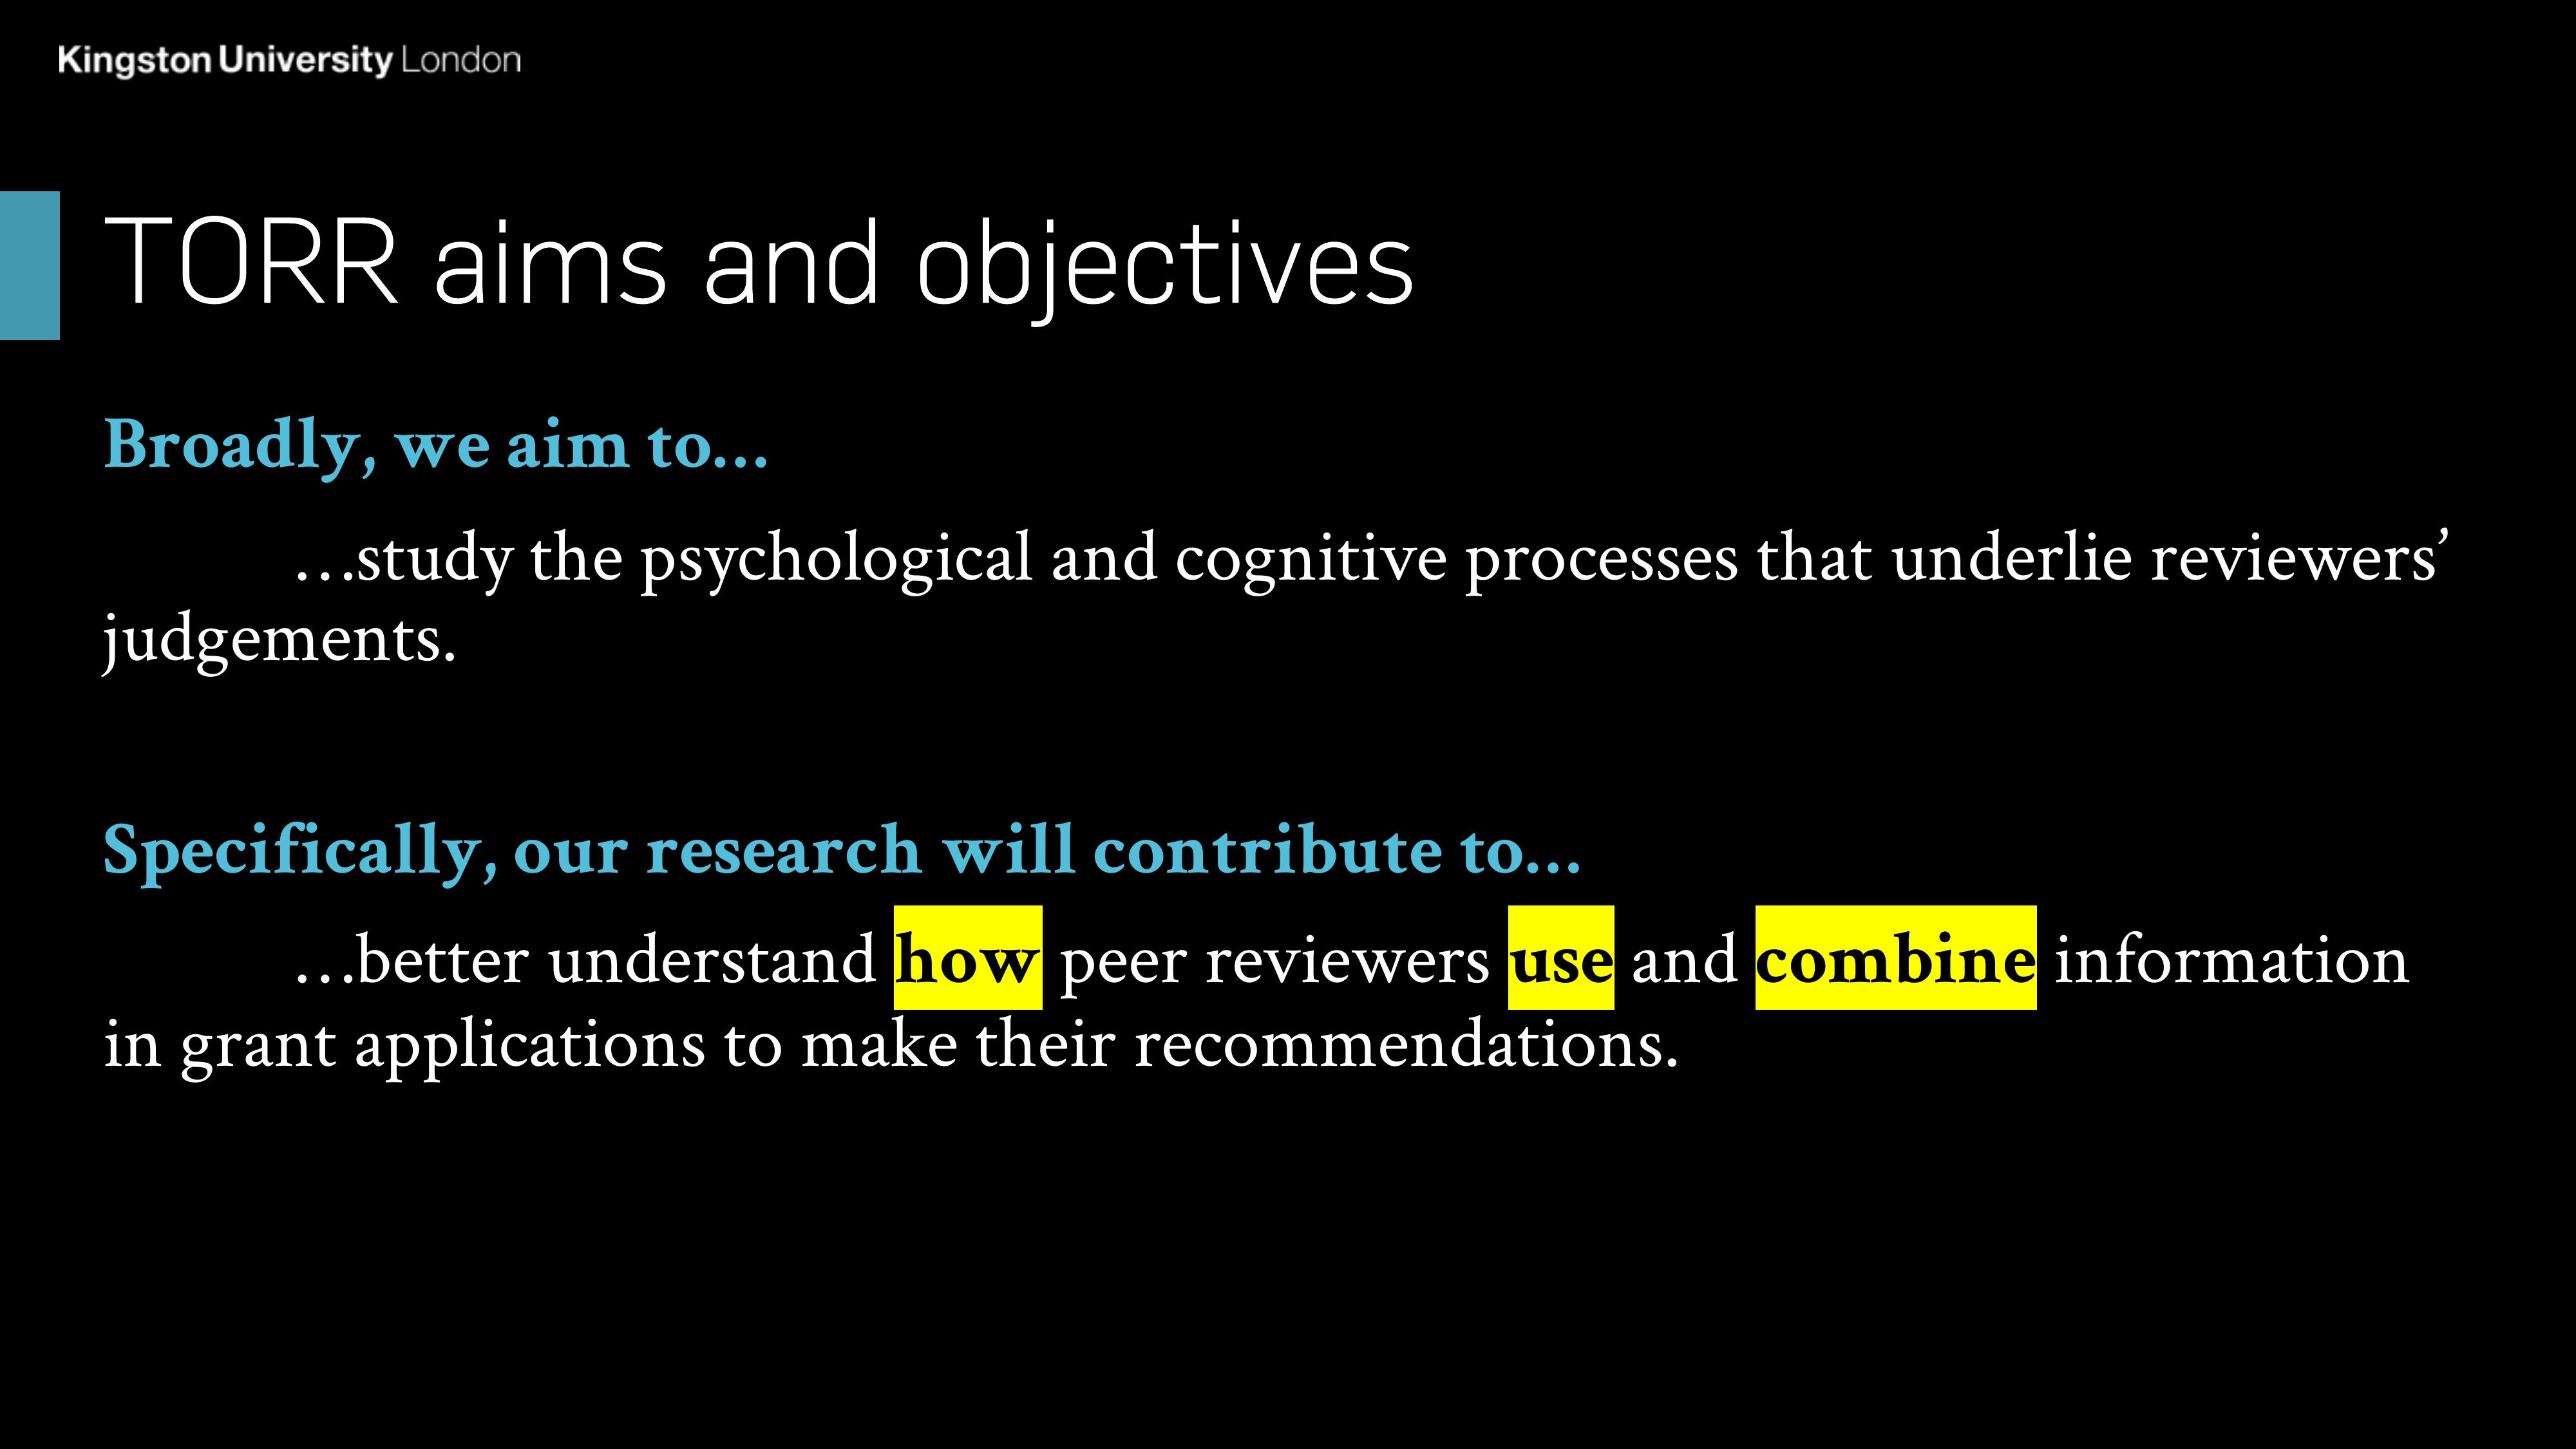 Kingston University London
TORR aims and objectives
Broadly, we aim to…
…study the psychological and cognitive processes that underlie reviewers’
judgements.
Specifically, our research will contribute to…
…better understand how peer reviewers use and combine information
in grant applications to make their recommendations.